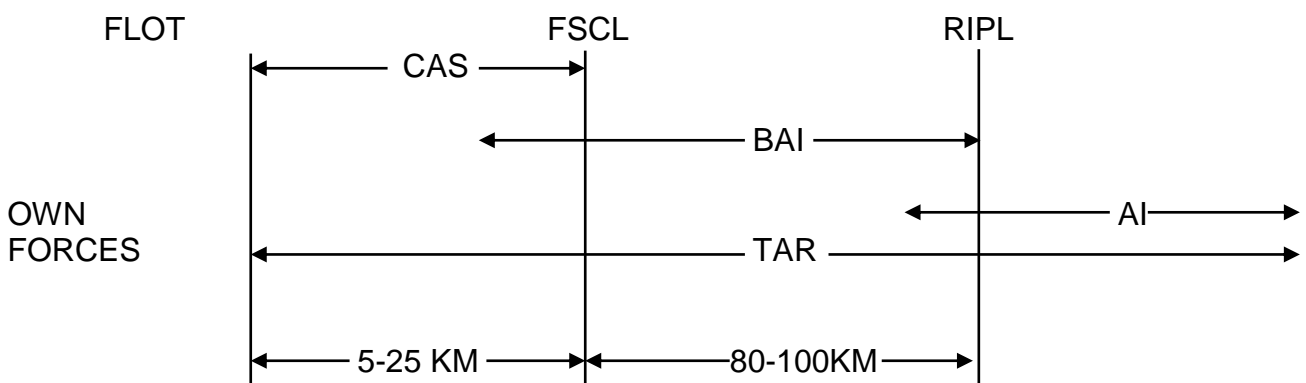 FLOT FSCL RIPL
CAS
BAI
OWN
FORCES
AI
TAR
5-25 KM 80-100KM